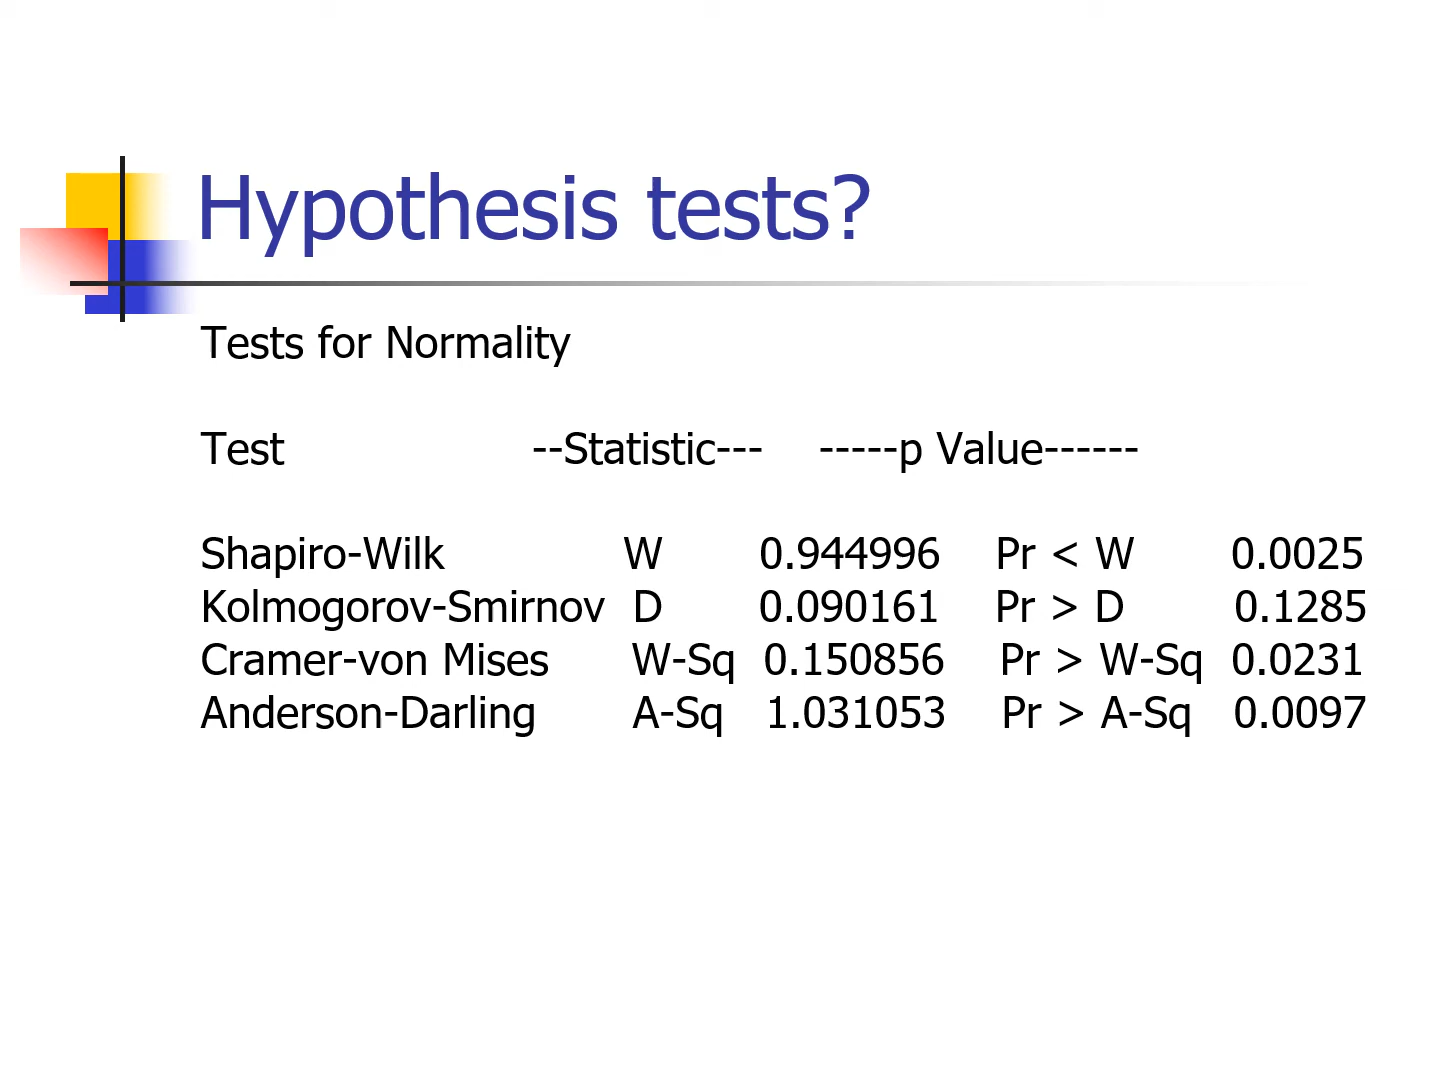 Hypothesis tests?
Tests for Normality
Test --Statistic--- -----p Value------
Shapiro-Wilk W 0.944996 Pr < W 0.0025
Kolmogorov-Smirnov D 0.090161 Pr > D 0.1285
Cramer-von Mises W-Sq 0.150856 Pr > W-Sq 0.0231
Anderson-Darling A-Sq 1.031053 Pr > A-Sq 0.0097